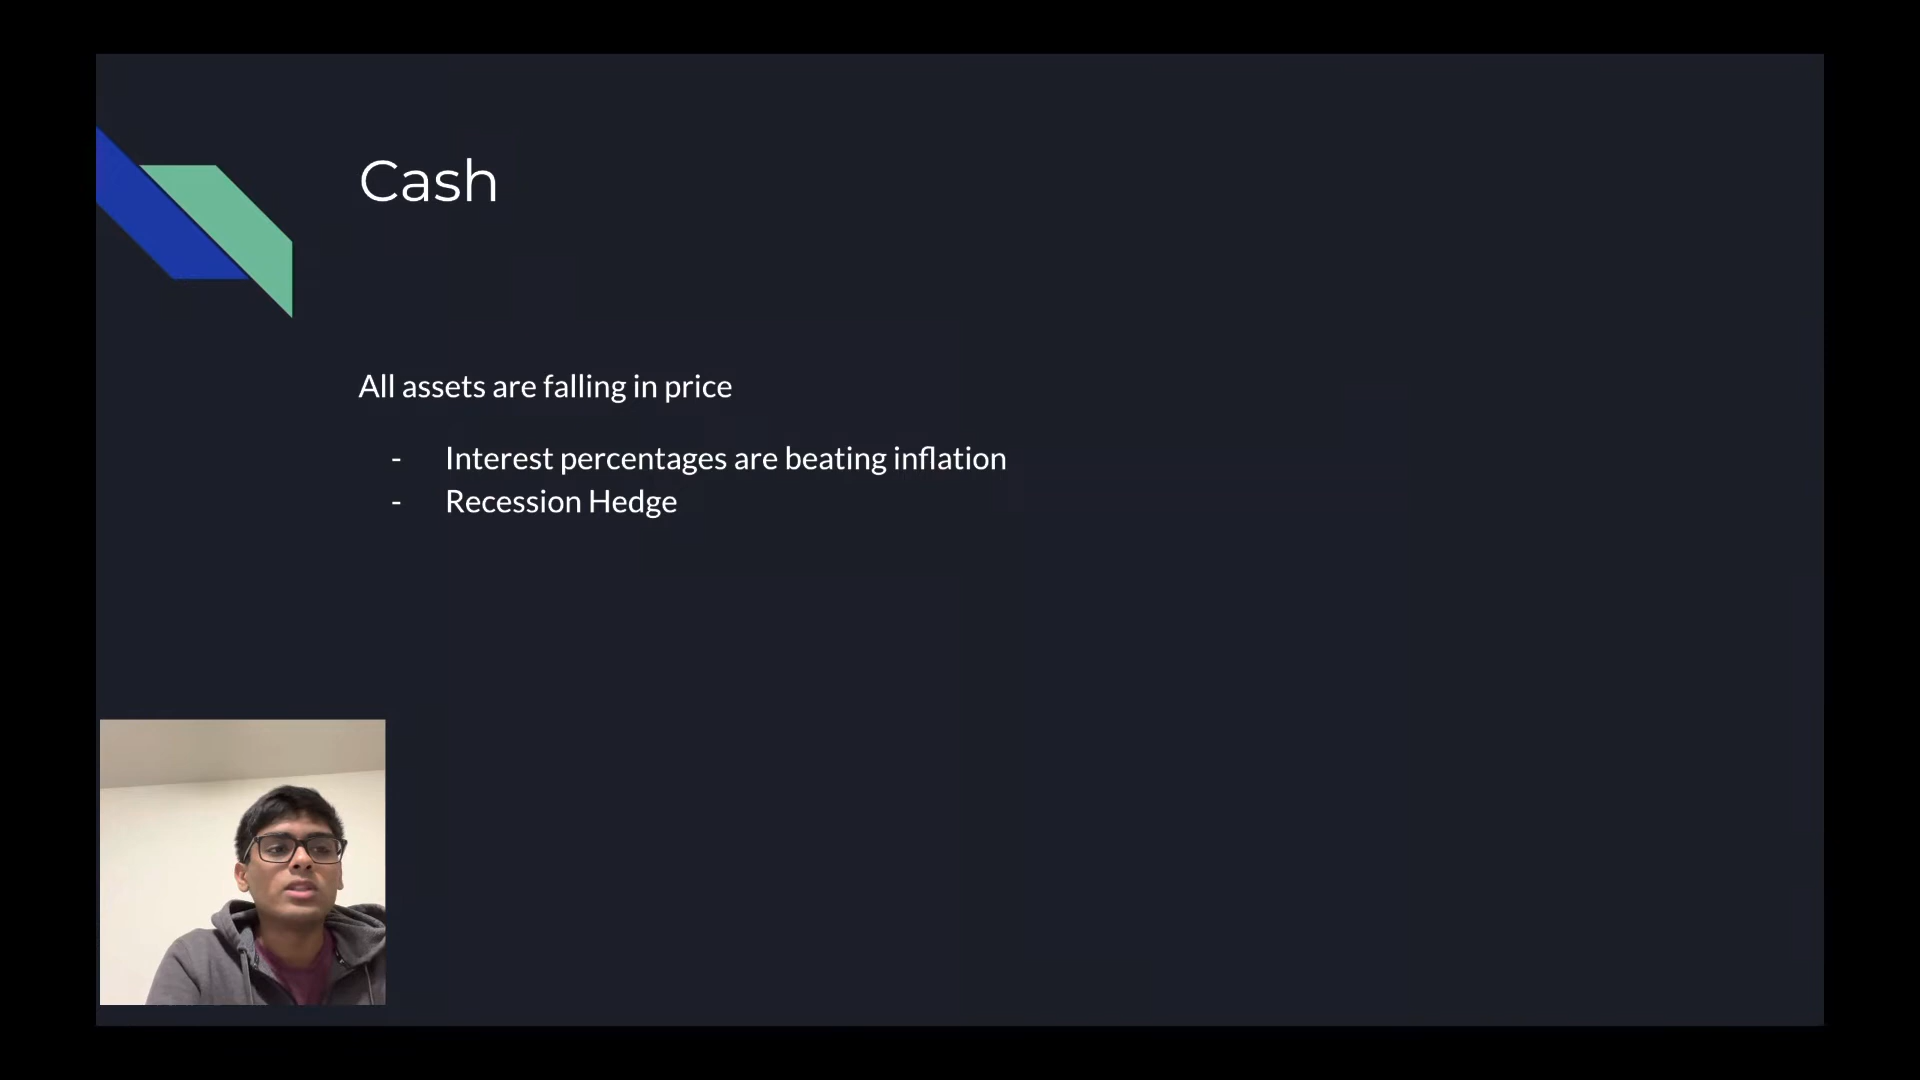 Cash
All assets are falling in price
- Interest percentages are beating inflation
- Recession Hedge